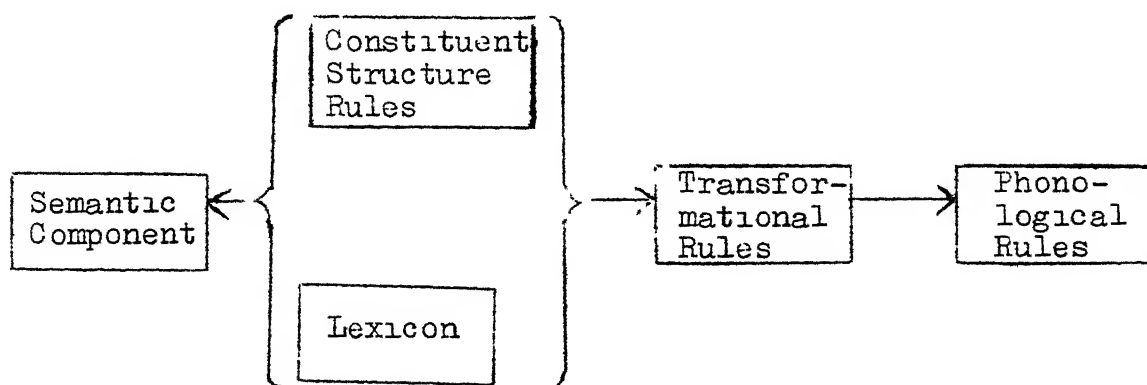 Constituent
Structure
Rules
Semantic
Component
Transfor-
mational
Rules
Phono-
logical
Rules
Lexicon